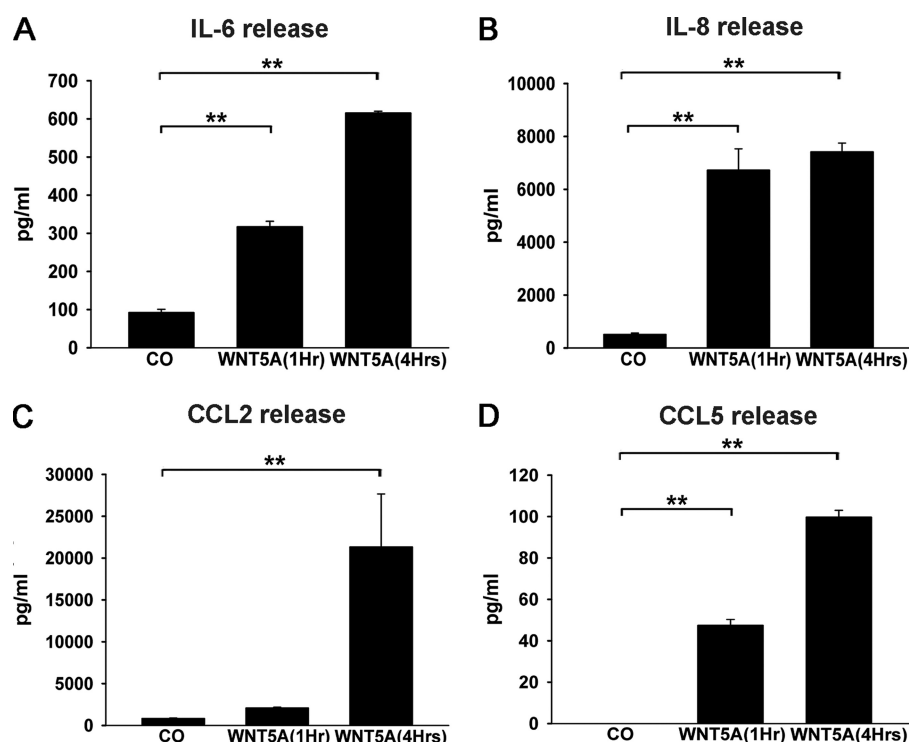 A
IL-6 release
**
**
700
600
500
400
300
200
100
0
pg/ml
CO
WNT5A(1Hr)
WNT5A(4Hrs)
B
IL-8 release
**
**
10000
8000
6000
4000
2000
0
pg/ml
CO
WNT5A(1Hr)
WNT5A(4Hrs)
C
CCL2 release
**
30000
25000
20000
15000
10000
5000
0
pg/ml
CO
WNT5A(1Hr)
WNT5A(4Hrs)
D
CCL5 release
**
**
120
100
80
60
40
20
0
pg/ml
CO
WNT5A(1Hr)
WNT5A(4Hrs)